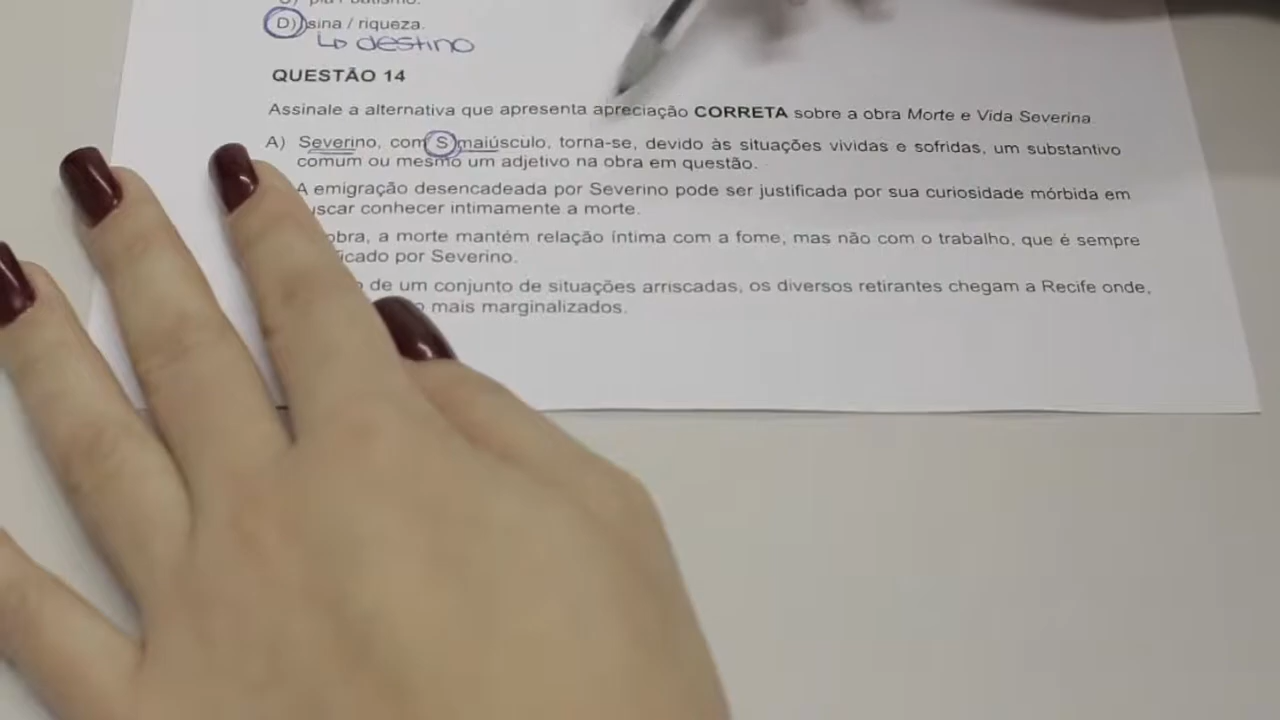 D) sina / riqueza.
↳ destino
QUESTÃO 14
Assinale a alternativa que apresenta apreciação CORRETA sobre a obra Morte e Vida Severina.
A) Severino, com S maiúsculo, torna-se, devido às situações vividas e sofridas, um substantivo
comum ou mesmo um adjetivo na obra em questão.
A emigração desencadeada por Severino pode ser justificada por sua curiosidade mórbida em
conhecer intimamente a morte.
obra, a morte mantém relação íntima com a fome, mas não com o trabalho, que é sempre
por Severino.
de um conjunto de situações arriscadas, os diversos retirantes chegam a Recife onde,
mais marginalizados.